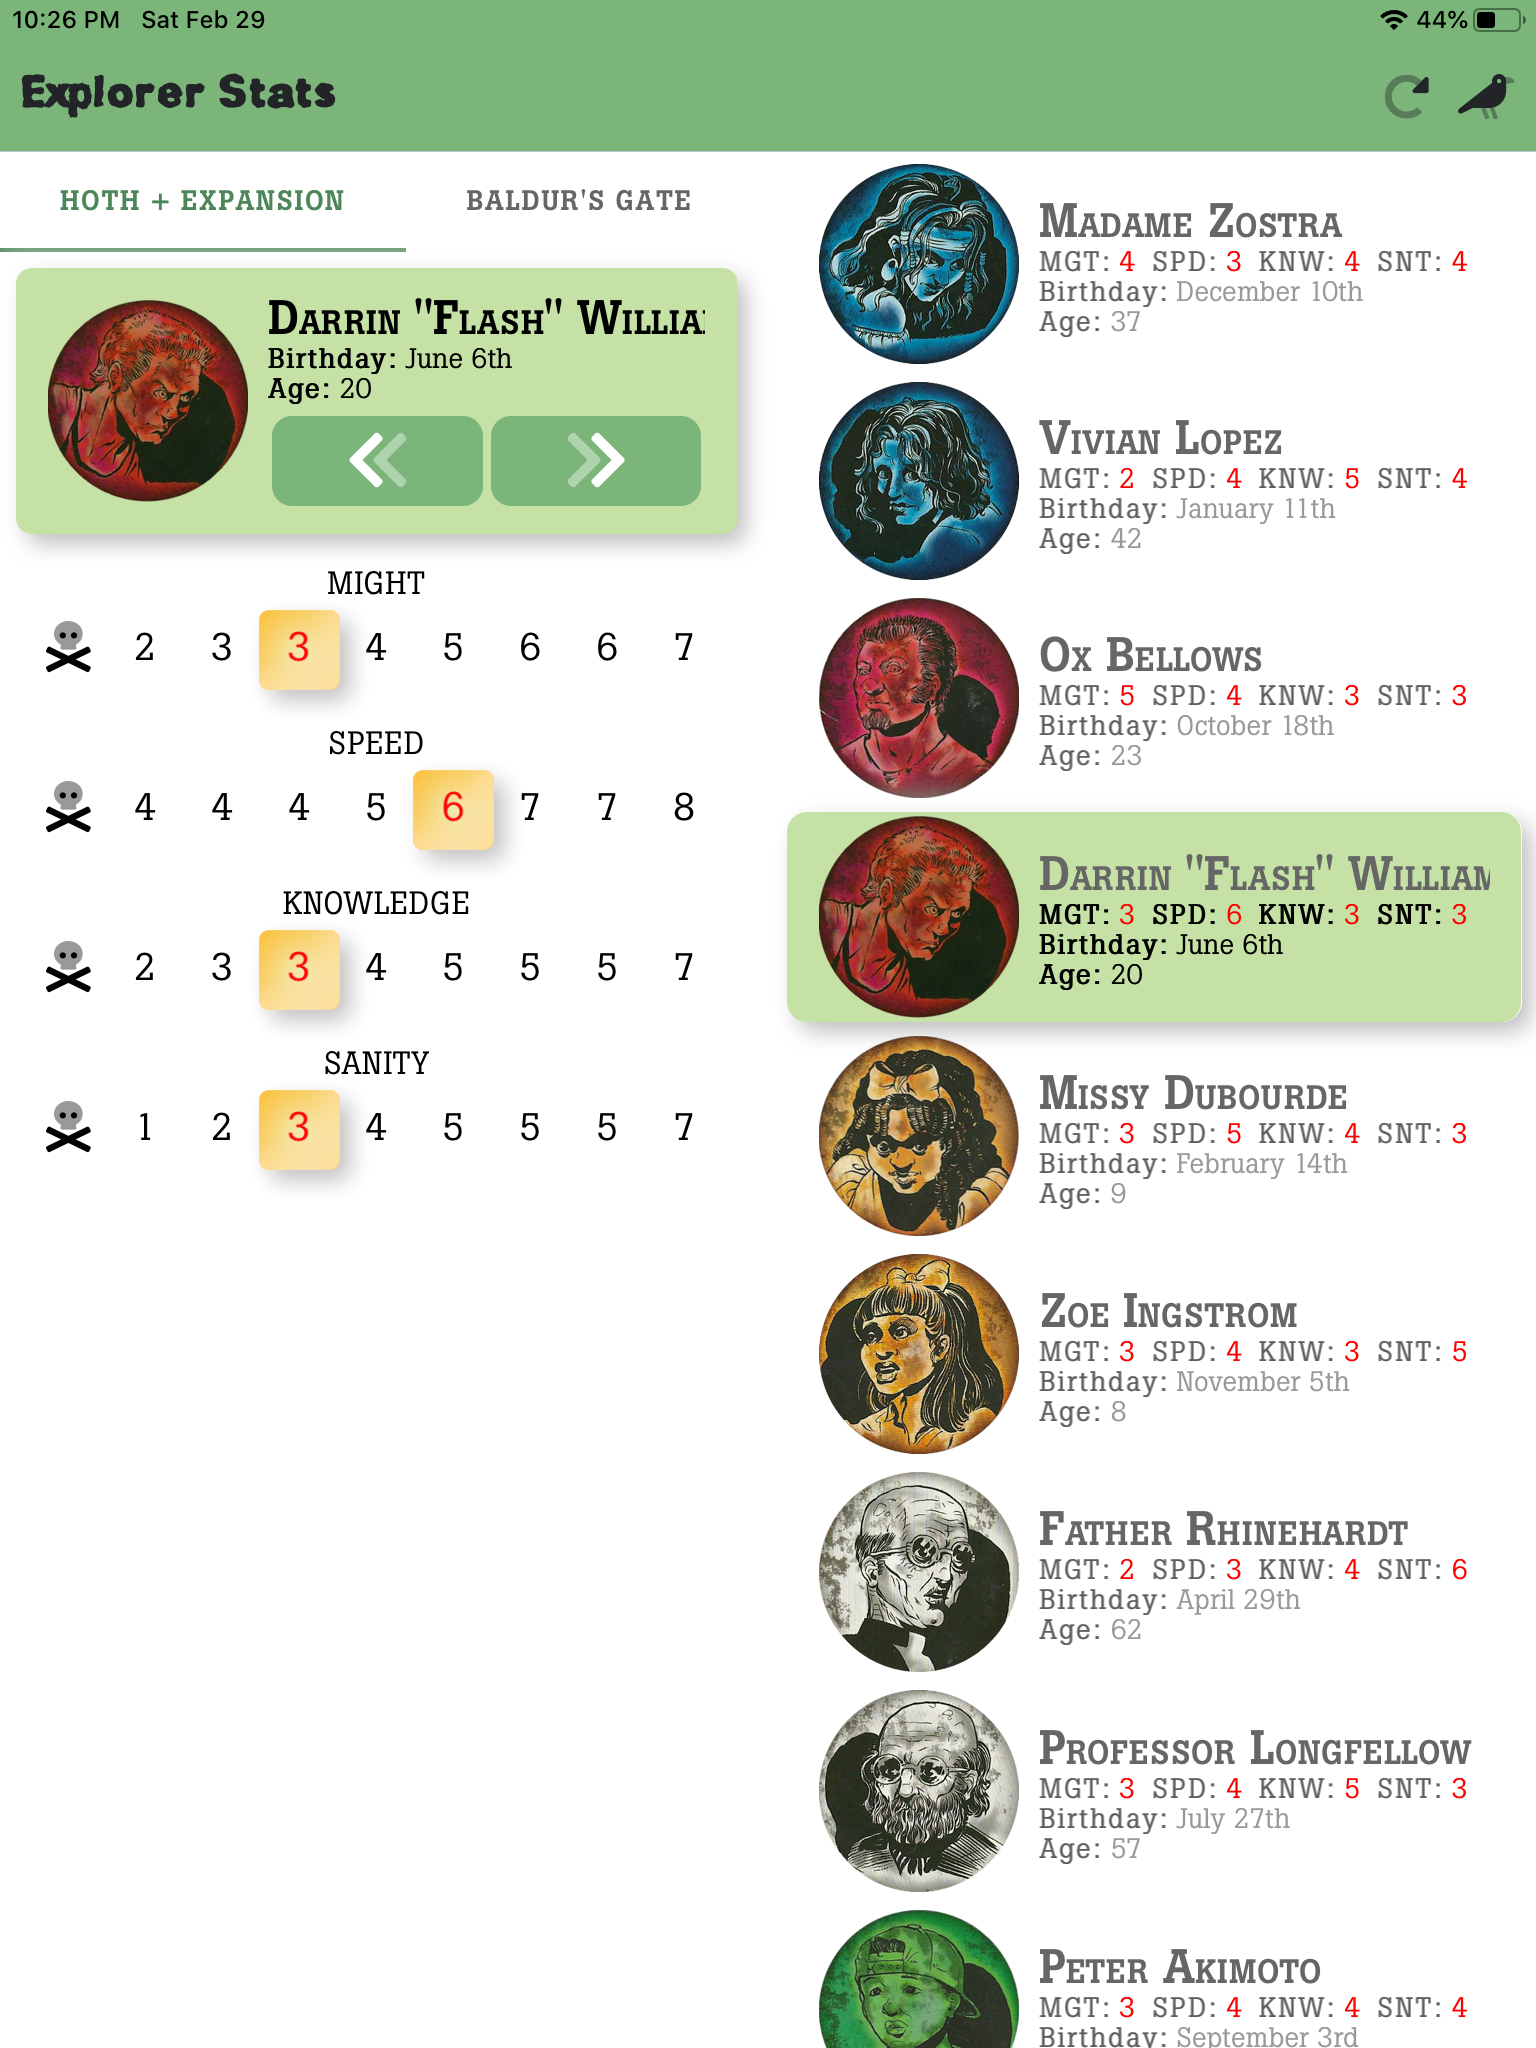 10:26 PM Sat Feb 29 44%
Explorer Stats
HOTH + EXPANSION BALDUR'S GATE
DARRIN "FLASH" WILLIA
Birthday: June 6th
Age: 20
MIGHT
2 3 3 4 5 6 6 7
SPEED
4 4 4 5 6 7 7 8
KNOWLEDGE
2 3 3 4 5 5 5 7
SANITY
1 2 3 4 5 5 5 7
MADAME ZOSTRA
MGT: 4 SPD: 3 KNW: 4 SNT: 4
Birthday: December 10th
Age: 37
VIVIAN LOPEZ
MGT: 2 SPD: 4 KNW: 5 SNT: 4
Birthday: January 11th
Age: 42
OX BELLOWS
MGT: 5 SPD: 4 KNW: 3 SNT: 3
Birthday: October 18th
Age: 23
DARRIN "FLASH" WILLIAM
MGT: 3 SPD: 6 KNW: 3 SNT: 3
Birthday: June 6th
Age: 20
MISSY DUBOURDE
MGT: 3 SPD: 5 KNW: 4 SNT: 3
Birthday: February 14th
Age: 9
ZOE INGSTROM
MGT: 3 SPD: 4 KNW: 3 SNT: 5
Birthday: November 5th
Age: 8
FATHER RHINEHARDT
MGT: 2 SPD: 3 KNW: 4 SNT: 6
Birthday: April 29th
Age: 62
PROFESSOR LONGFELLOW
MGT: 3 SPD: 4 KNW: 5 SNT: 3
Birthday: July 27th
Age: 57
PETER AKIMOTO
MGT: 3 SPD: 4 KNW: 4 SNT: 4
Birthday: September 3rd